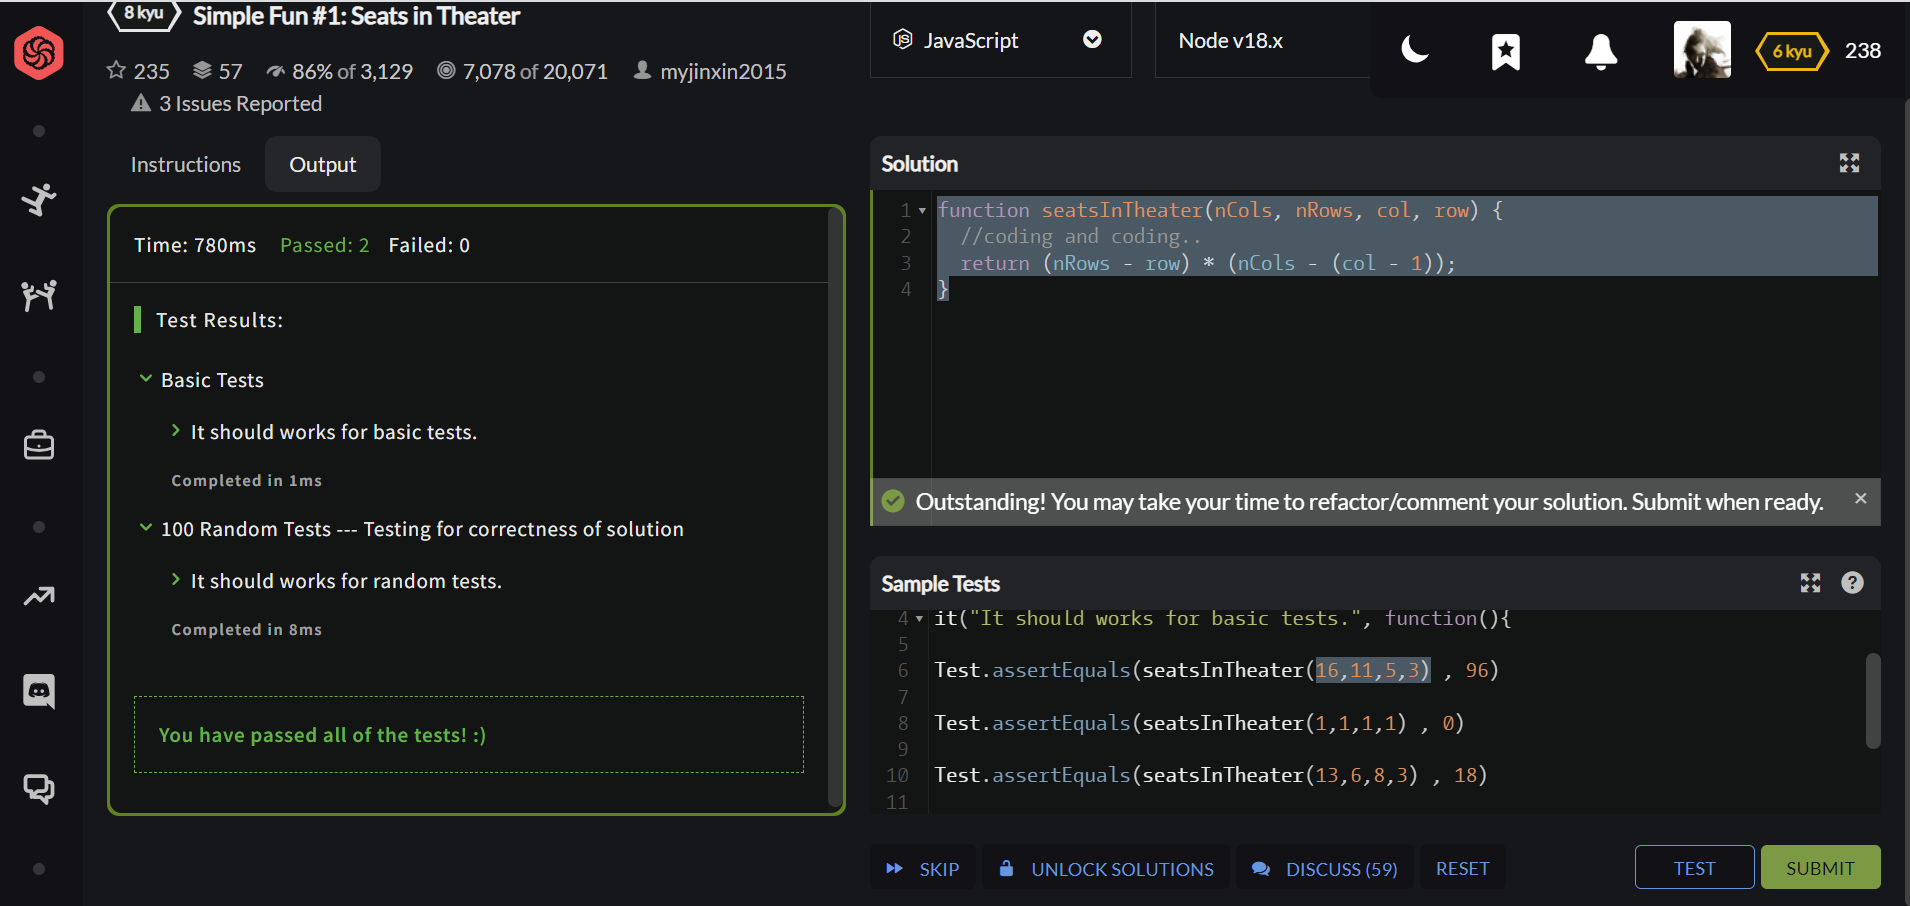 8 kyu Simple Fun #1: Seats in Theater
235 57 86% of 3,129 7,078 of 20,071 myjinxin2015
3 Issues Reported
JavaScript
Node v18.x
6 kyu 238
Instructions Output
Time: 780ms Passed: 2 Failed: 0
Test Results:
Basic Tests
It should works for basic tests.
Completed in 1ms
100 Random Tests --- Testing for correctness of solution
It should works for random tests.
Completed in 8ms
You have passed all of the tests! :)
Solution
1 function seatsInTheater(nCols, nRows, col, row) {
2 //coding and coding..
3 return (nRows - row) * (nCols - (col - 1));
4 }
Outstanding! You may take your time to refactor/comment your solution. Submit when ready.
Sample Tests
4 it("It should works for basic tests.", function(){
5
6 Test.assertEquals(seatsInTheater(16,11,5,3) , 96)
7
8 Test.assertEquals(seatsInTheater(1,1,1,1) , 0)
9
10 Test.assertEquals(seatsInTheater(13,6,8,3) , 18)
11
SKIP UNLOCK SOLUTIONS DISCUSS (59) RESET TEST SUBMIT